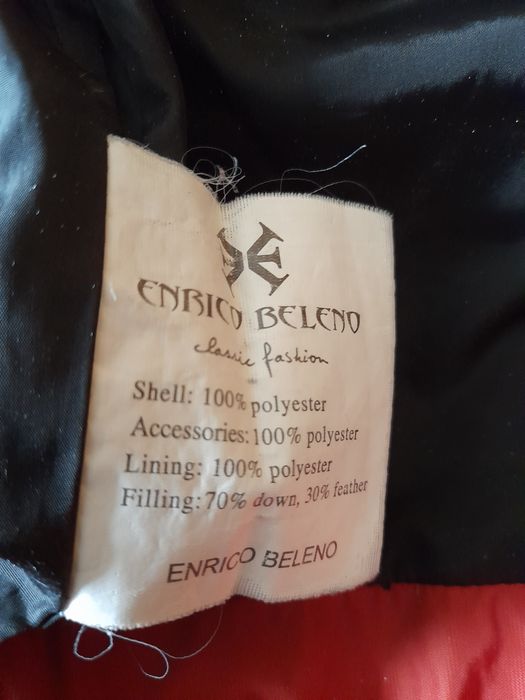 ENRICO BELENO
classic fashion
Shell: 100% polyester
Accessories: 100% polyester
Lining: 100% polyester
Filling: 70% down, 30% feather
ENRICO BELENO